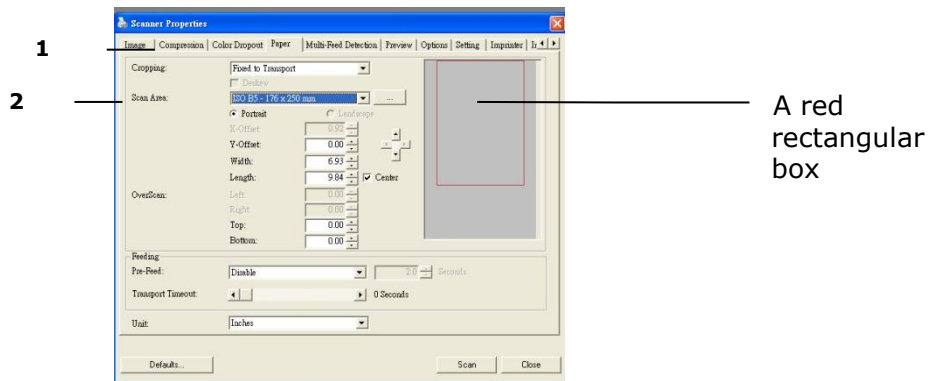 Scanner Properties
1
Image Compression Color Dropout Paper Multi-Feed Detection Preview Options Setting Imprinter
Cropping: Fixed to Transport
Deskew
2
Scan Area: ISO B5 - 176 x 250 mm ...
Portrait Landscape
X-Offset: 0.92
Y-Offset: 0.00
Width: 6.93
Length: 9.84 Center
OverScan: Left: 0.00
Right: 0.00
Top: 0.00
Bottom: 0.00
Feeding
Pre-Feed: Disable 2.0 Seconds
Transport Timeout: 0 Seconds
Unit: Inches
Defaults... Scan Close
A red
rectangular
box